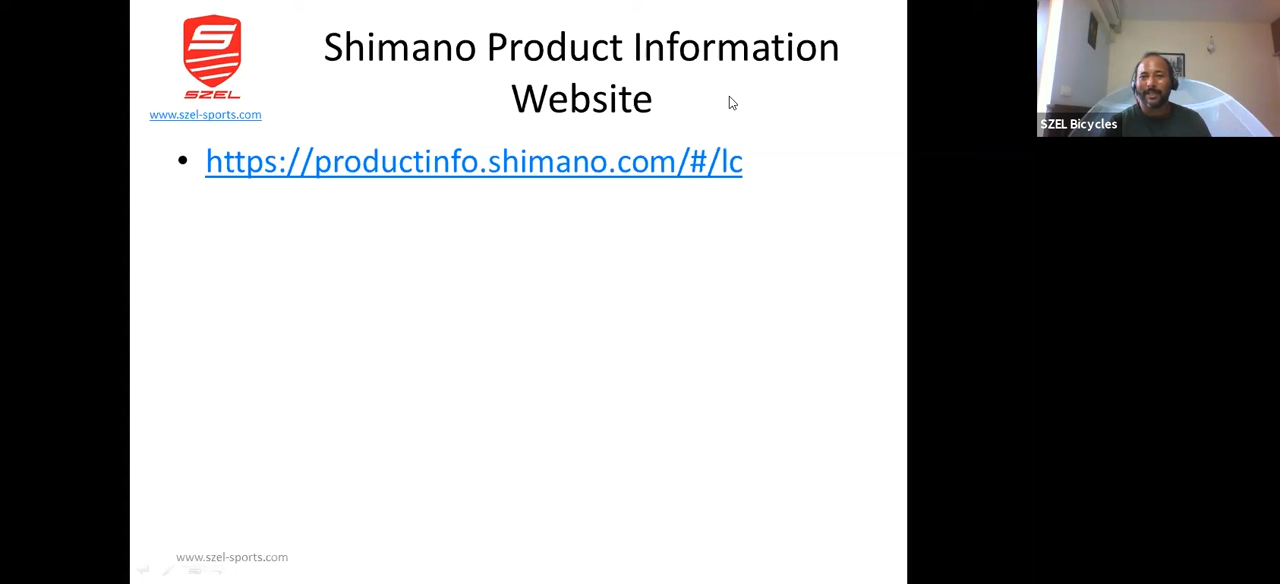 SZEL
www.szel-sports.com
Shimano Product Information
Website
• https://productinfo.shimano.com/#/lc
www.szel-sports.com
SZEL Bicycles